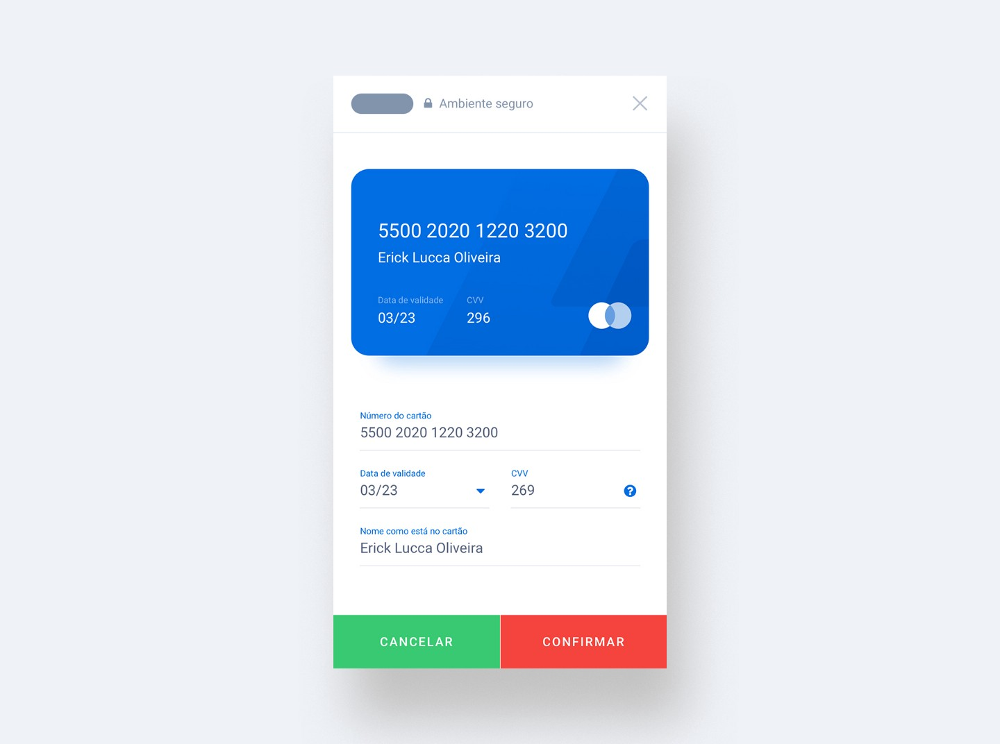 Ambiente seguro
5500 2020 1220 3200
Erick Lucca Oliveira
Data de validade CVV
03/23 296
Número do cartão
5500 2020 1220 3200
Data de validade CVV
03/23 269 ?
Nome como está no cartão
Erick Lucca Oliveira
CANCELAR CONFIRMAR